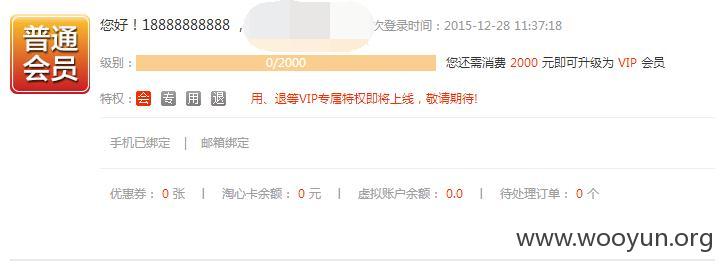 普通
会员
您好！18888888888 ，
次登录时间：2015-12-28 11:37:18
级别： 0/2000 您还需消费 2000 元即可升级为 VIP 会员
特权： 会 专 用 退 用、退等VIP专属特权即将上线，敬请期待!
手机已绑定 | 邮箱绑定
优惠券： 0 张 | 淘心卡余额： 0 元 | 虚拟账户余额： 0.0 | 待处理订单： 0 个
www.wooyun.org